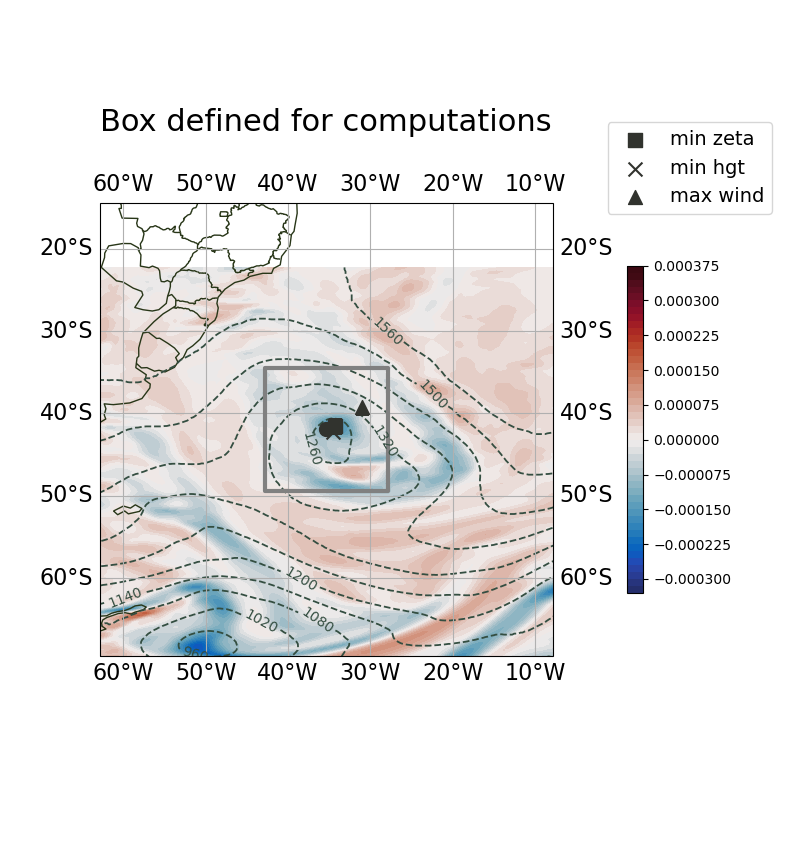 Box defined for computations
min zeta
min hgt
max wind
60°W 50°W 40°W 30°W 20°W 10°W
20°S 20°S
30°S 30°S
40°S 40°S
50°S 50°S
60°S 60°S
60°W 50°W 40°W 30°W 20°W 10°W
1560
1500
1320
1260
1200
1140
1080
1020
960
0.000375
0.000300
0.000225
0.000150
0.000075
0.000000
−0.000075
−0.000150
−0.000225
−0.000300